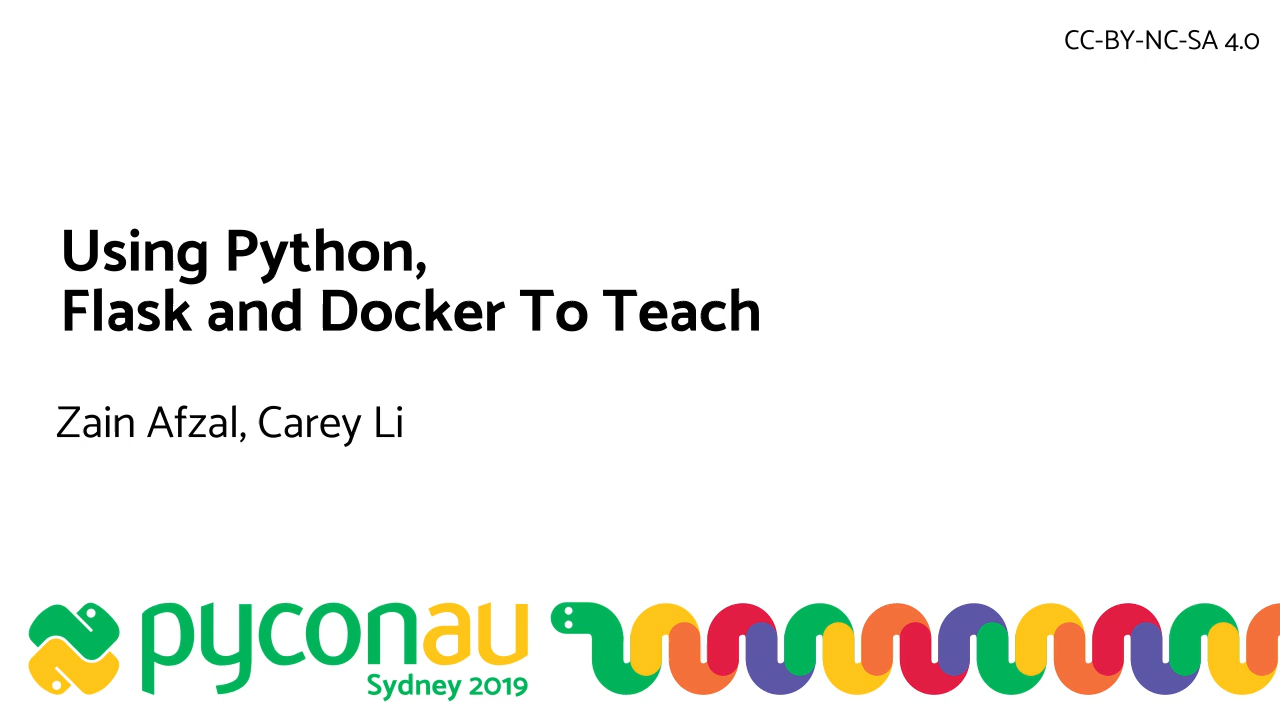 CC-BY-NC-SA 4.0
Using Python,
Flask and Docker To Teach
Zain Afzal, Carey Li
pyconau
Sydney 2019